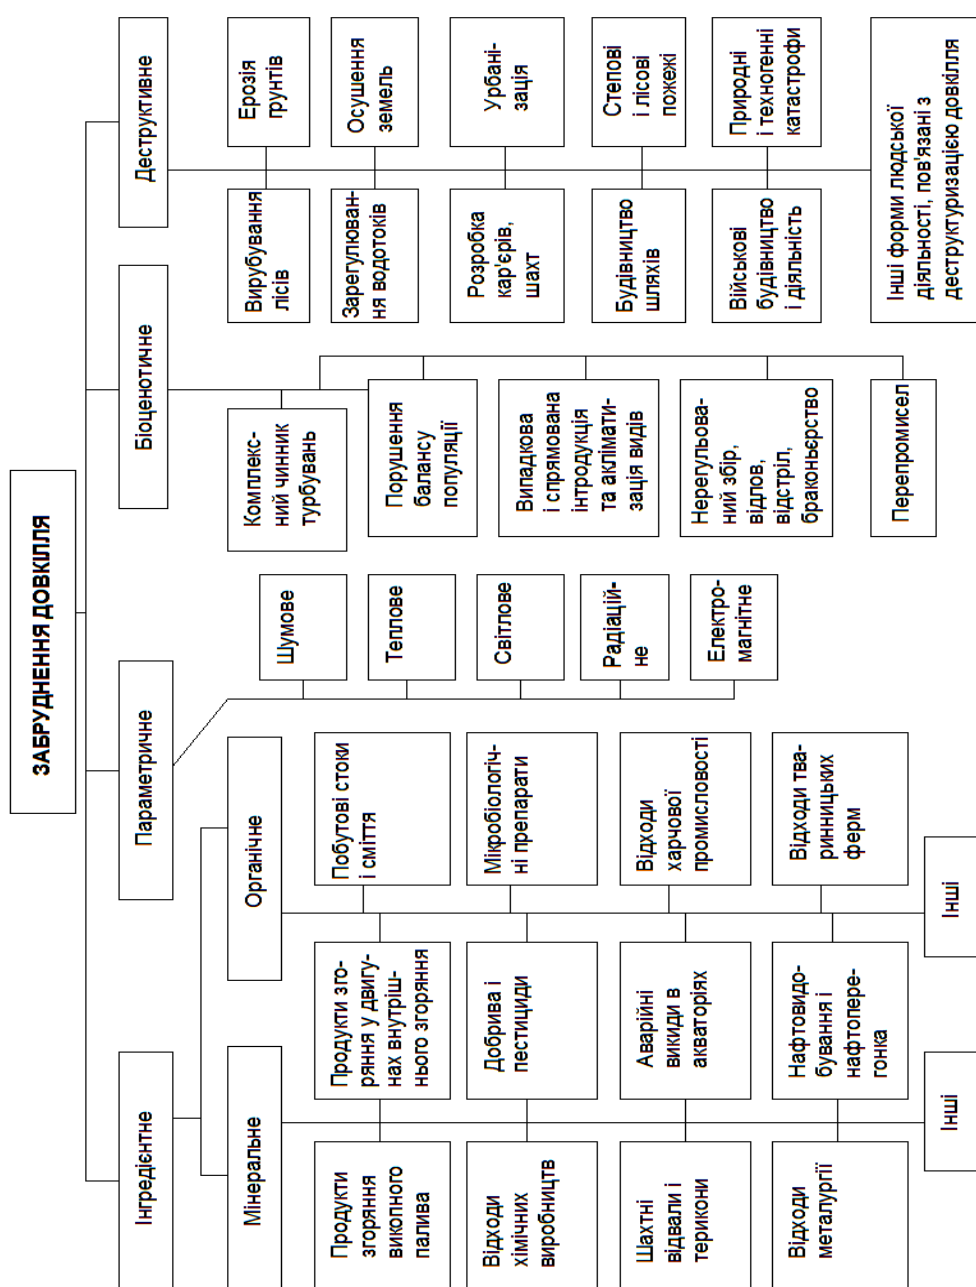 ЗАБРУДНЕННЯ ДОВКІЛЛЯ
Інгредієнтне
Параметричне
Біоценотичне
Деструктивне
Мінеральне
Органічне
Продукти
згоряння
викопного
палива
Продукти зго-
ряння у двигу-
нах внутріш-
нього згоряння
Побутові стоки
і сміття
Відходи
хімічних
виробництв
Добрива і
пестициди
Мікробіологіч-
ні препарати
Шахтні
відвали і
терикони
Аварійні
викиди в
акваторіях
Відходи
харчової
промисловості
Відходи
металургії
Нафтовидо-
бування і
нафтопере-
гонка
Відходи тва-
ринницьких
ферм
Інші
Інші
Шумове
Теплове
Світлове
Радіацій-
не
Електро-
магнітне
Комплекс-
ний чинник
турбувань
Порушення
балансу
популяції
Випадкова
і спрямована
інтродукція
та акліmati-
зація видів
Нерегульова-
ний збір,
відлов,
відстріл,
браконьєрство
Перепромисел
Вирубування
лісів
Ерозія
грунтів
Зарегулюван-
ня водотоків
Осушення
земель
Розробка
кар'єрів,
шахт
Урбані-
зація
Будівництво
шляхів
Степові
і лісові
пожежі
Військові
будівництво
і діяльність
Природні
і техногенні
катастрофи
Інші форми людської
діяльності, пов'язані з
деструктуризацією довкілля